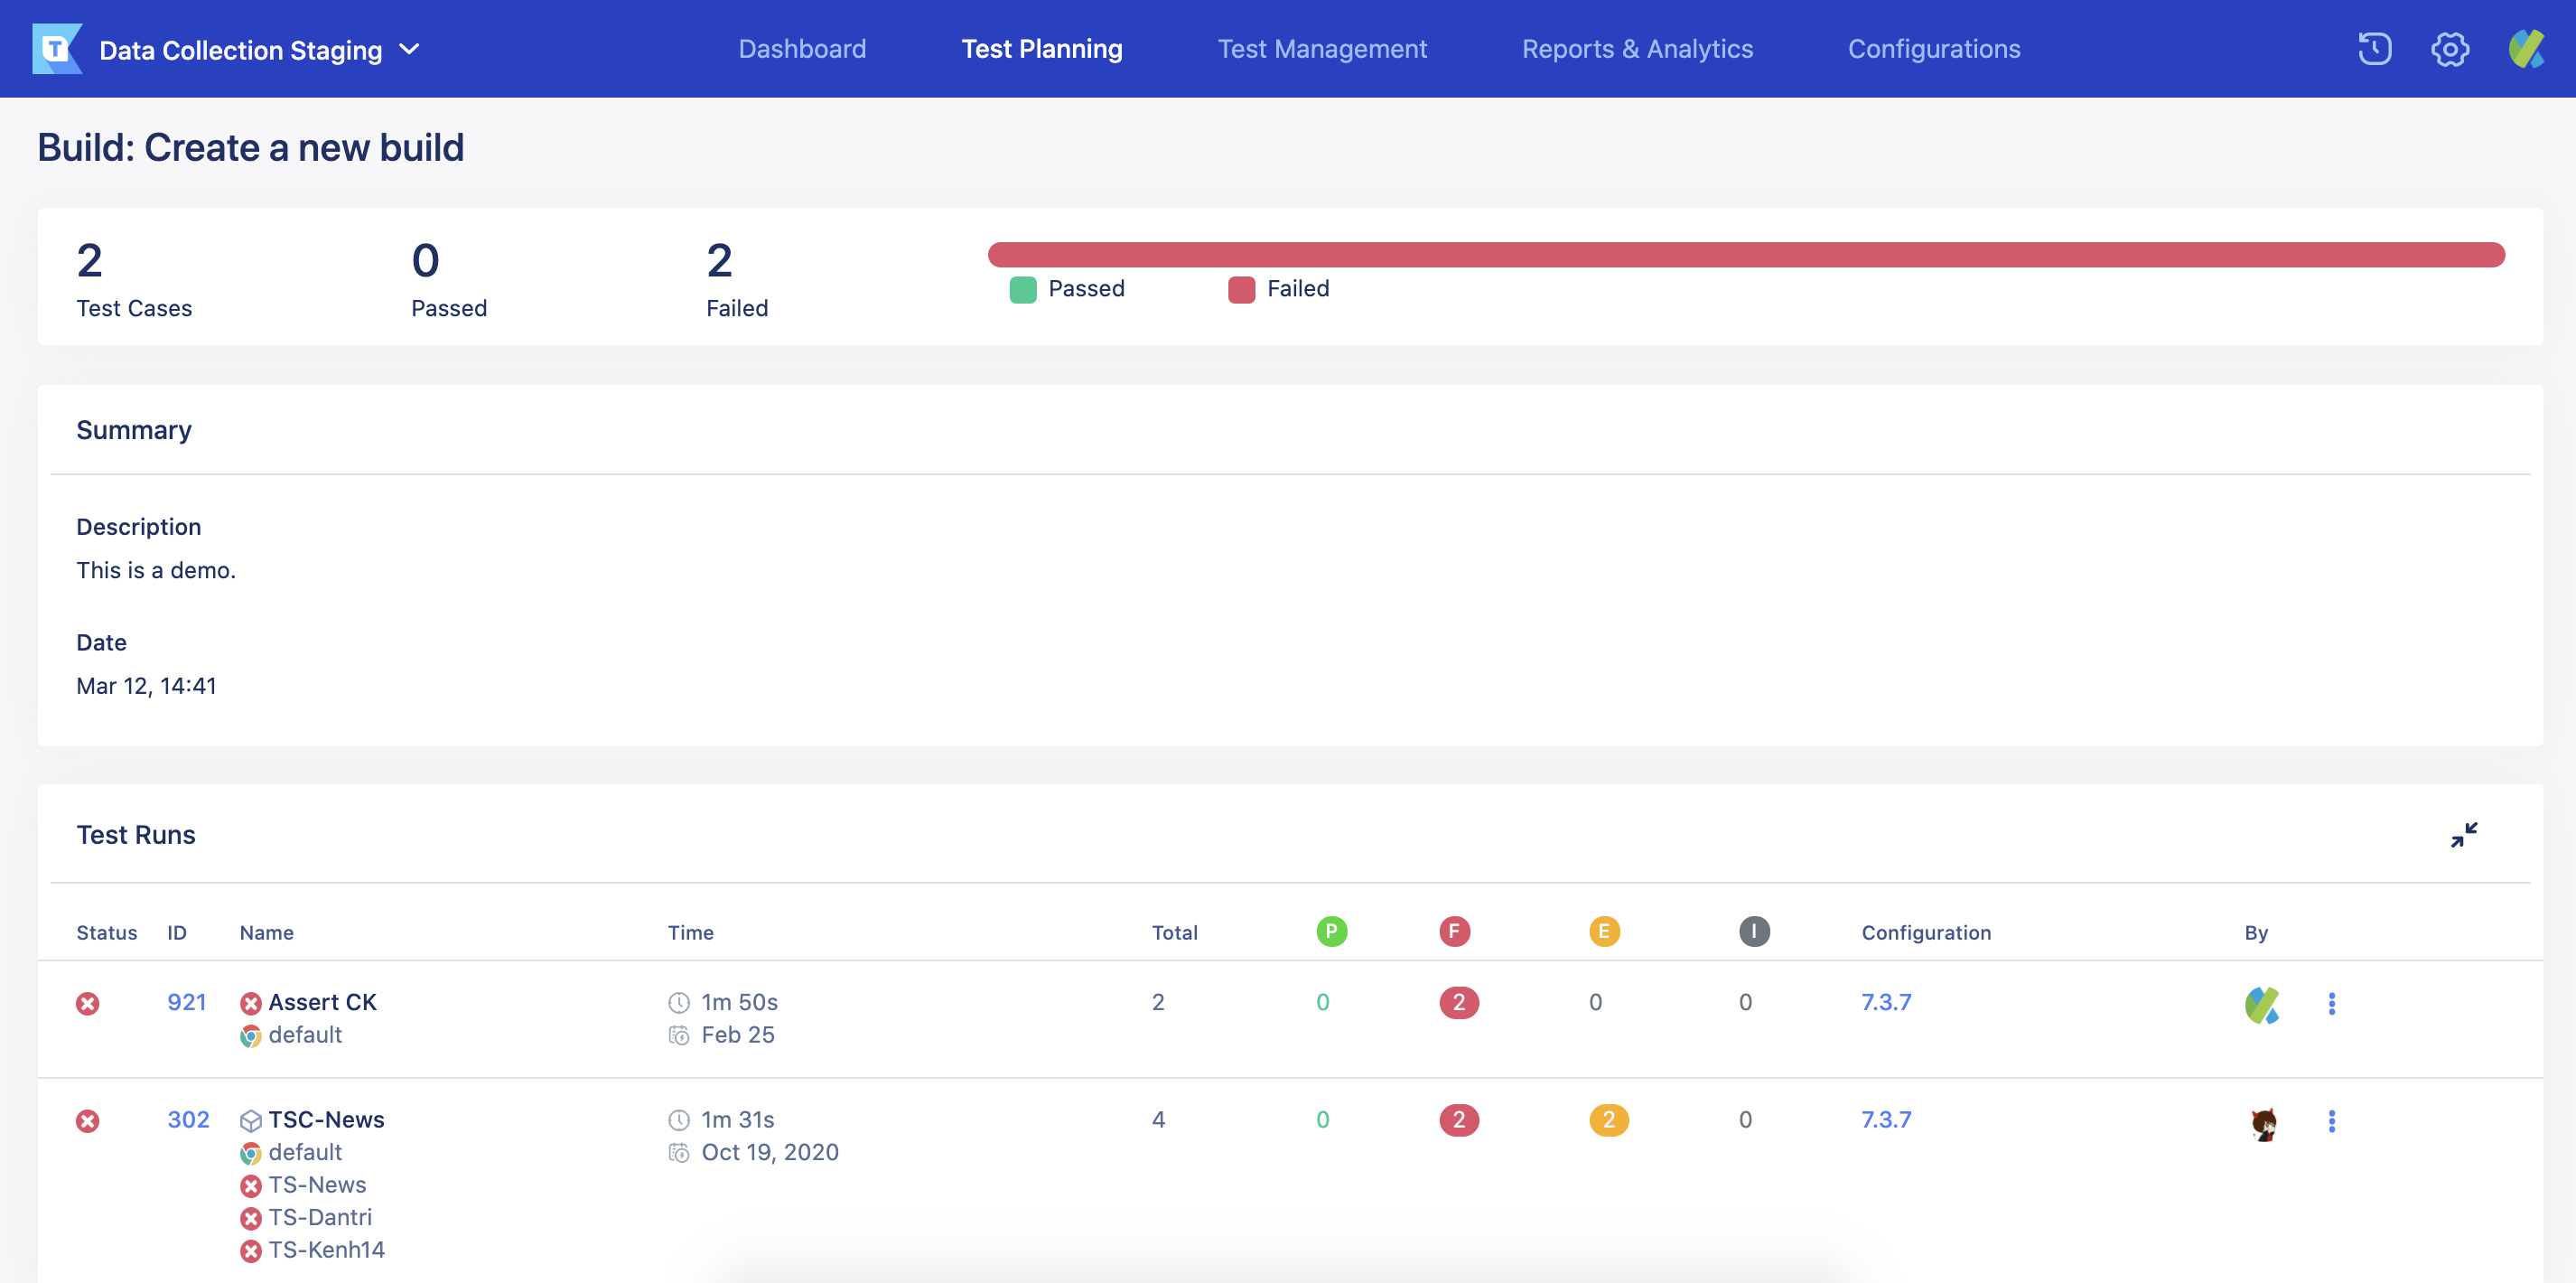 T Data Collection Staging Dashboard Test Planning Test Management Reports & Analytics Configurations
Build: Create a new build
2 0 2
Test Cases Passed Failed
Passed Failed
Summary
Description
This is a demo.
Date
Mar 12, 14:41
Test Runs
Status ID Name Time Total P F E I Configuration By
921 Assert CK 1m 50s 2 0 2 0 0 7.3.7
default Feb 25
302 TSC-News 1m 31s 4 0 2 2 0 7.3.7
default Oct 19, 2020
TS-News
TS-Dantri
TS-Kenh14